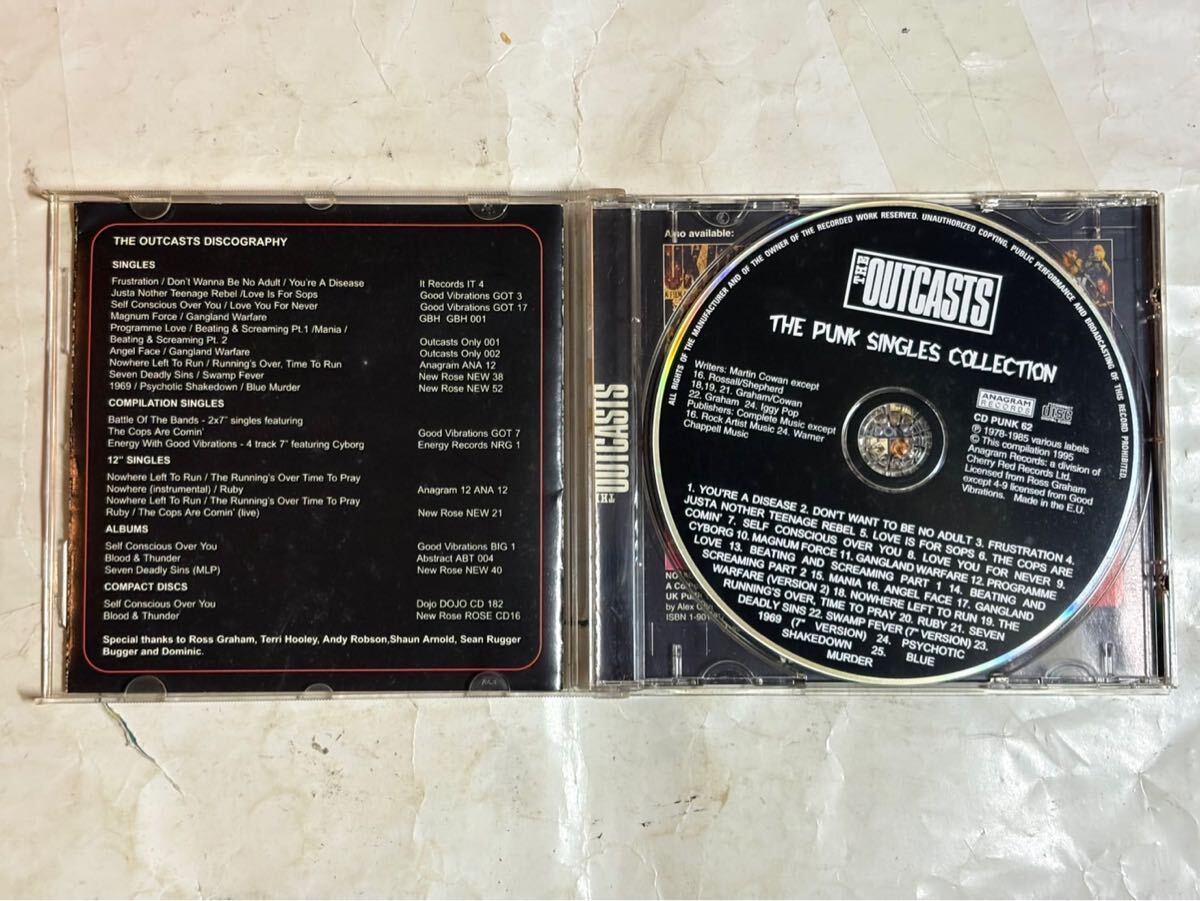 THE OUTCASTS DISCOGRAPHY
SINGLES
Frustration / Don't Wanna Be No Adult / You're A Disease It Records IT 4
Justa Nother Teenage Rebel /Love Is For Sops Good Vibrations GOT 3
Self Conscious Over You / Love You For Never Good Vibrations GOT 17
Magnum Force / Gangland Warfare GBH GBH 001
Programme Love / Beating & Screaming Pt.1 /Mania /
Beating & Screaming Pt. 2 Outcasts Only 001
Angel Face / Gangland Warfare Outcasts Only 002
Nowhere Left To Run / Running's Over, Time To Run Anagram ANA 12
Seven Deadly Sins / Swamp Fever New Rose NEW 38
1969 / Psychotic Shakedown / Blue Murder New Rose NEW 52
COMPILATION SINGLES
Battle Of The Bands - 2x7" singles featuring
The Cops Are Comin' Good Vibrations GOT 7
Energy With Good Vibrations - 4 track 7" featuring Cyborg Energy Records NRG 1
12" SINGLES
Nowhere Left To Run / The Running's Over Time To Pray
Nowhere (instrumental) / Ruby Anagram 12 ANA 12
Nowhere Left To Run / The Running's Over Time To Pray
Ruby / The Cops Are Comin' (live) New Rose NEW 21
ALBUMS
Self Conscious Over You Good Vibrations BIG 1
Blood & Thunder Abstract ABT 004
Seven Deadly Sins (MLP) New Rose NEW 40
COMPACT DISCS
Self Conscious Over You Dojo DOJO CD 182
Blood & Thunder New Rose ROSE CD16
Special thanks to Ross Graham, Terri Hooley, Andy Robson,Shaun Arnold, Sean Rugger
Bugger and Dominic.
THE OUTCASTS
Also available:
UK Pu
by Alex
ISBN 1-901
ALL RIGHTS OF THE MANUFACTURER AND OF THE OWNER OF THE RECORDED WORK RESERVED. UNAUTHORIZED COPYING, PUBLIC PERFORMANCE AND BROADCASTING OF THIS RECORD PROHIBITED.
THE OUTCASTS
THE PUNK SINGLES COLLECTION
Writers: Martin Cowan except
16. Rossall/Shepherd
18,19, 21. Graham/Cowan
22. Graham 24. Iggy Pop
Publishers: Complete Music except
16. Rock Artist Music 24. Warner
Chappell Music
ANAGRAM
RECORDS
COMPACT
disc
DIGITAL AUDIO
CD PUNK 62
℗ 1978-1985 various labels
© This compilation 1995
Anagram Records: a division of
Cherry Red Records Ltd.
Licensed from Ross Graham
except 4-9 licensed from Good
Vibrations. Made in the E.U.
1. YOU'RE A DISEASE 2. DON'T WANT TO BE NO ADULT 3. FRUSTRATION 4.
JUSTA NOTHER TEENAGE REBEL 5. LOVE IS FOR SOPS 6. THE COPS ARE
COMIN' 7. SELF CONSCIOUS OVER YOU 8. LOVE YOU FOR NEVER 9.
CYBORG 10. MAGNUM FORCE 11. GANGLAND WARFARE 12. PROGRAMME
LOVE 13. BEATING AND SCREAMING PART 1 14. BEATING AND
SCREAMING PART 2 15. MANIA 16. ANGEL FACE 17. GANGLAND
WARFARE (VERSION 2) 18. NOWHERE LEFT TO RUN 19. THE
RUNNING'S OVER, TIME TO PRAY 20. RUBY 21. SEVEN
DEADLY SINS 22. SWAMP FEVER (7" VERSION) 23.
1969 (7" VERSION) 24. PSYCHOTIC
SHAKEDOWN 25. BLUE
MURDER